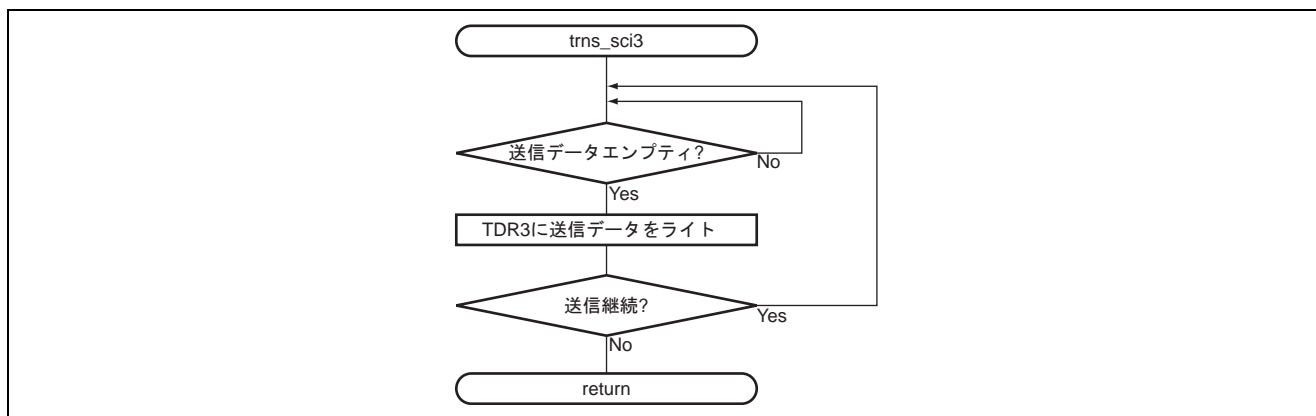 trns_sci3
送信データエンプティ?
No
Yes
TDR3に送信データをライト
送信継続?
Yes
No
return